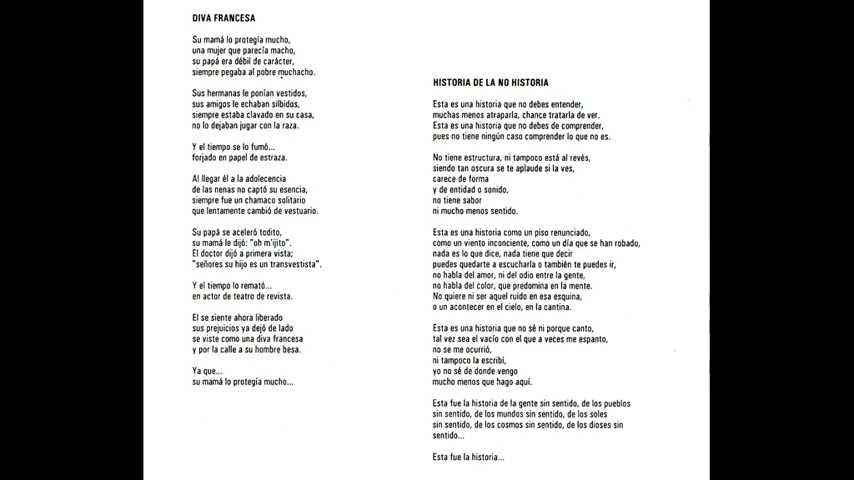 DIVA FRANCESA
Su mamá lo protegía mucho,
una mujer que parecía macho,
su papá era débil de carácter,
siempre pegaba al pobre muchacho.
Sus hermanas le ponían vestidos,
sus amigos le echaban silbidos,
siempre estaba clavado en su casa,
no lo dejaban jugar con la raza.
Y el tiempo se lo fumó...
forjado en papel de estraza.
Al llegar él a la adolecencia
de las nenas no captó su esencia,
siempre fue un chamaco solitario
que lentamente cambió de vestuario.
Su papá se aceleró todito,
su mamá le dijó: "oh m'ijito".
El doctor dijó a primera vista;
"señores su hijo es un transvestista".
Y el tiempo lo remató...
en actor de teatro de revista.
El se siente ahora liberado
sus prejuicios ya dejó de lado
se viste como una diva francesa
y por la calle a su hombre besa.
Ya que...
su mamá lo protegía mucho...
HISTORIA DE LA NO HISTORIA
Esta es una historia que no debes entender,
muchas menos atraparla, chance tratarla de ver.
Esta es una historia que no debes de comprender,
pues no tiene ningún caso comprender lo que no es.
No tiene estructura, ni tampoco está al revés,
siendo tan oscura se te aplaude si la ves,
carece de forma
y de entidad o sonido,
no tiene sabor
ni mucho menos sentido.
Esta es una historia como un piso renunciado,
como un viento inconciente, como un día que se han robado,
nada es lo que dice, nada tiene que decir
puedes quedarte a escucharla o también te puedes ir,
no habla del amor, ni del odio entre la gente,
no habla del color, que predomina en la mente.
No quiere ni ser aquel ruido en esa esquina,
o un acontecer en el cielo, en la cantina.
Esta es una historia que no sé ni porque canto,
tal vez sea el vacío con el que a veces me espanto,
no se me ocurrió,
ni tampoco la escribí,
yo no sé de donde vengo
mucho menos que hago aquí.
Esta fue la historia de la gente sin sentido, de los pueblos
sin sentido, de los mundos sin sentido, de los soles
sin sentido, de los cosmos sin sentido, de los dioses sin
sentido...
Esta fue la historia...